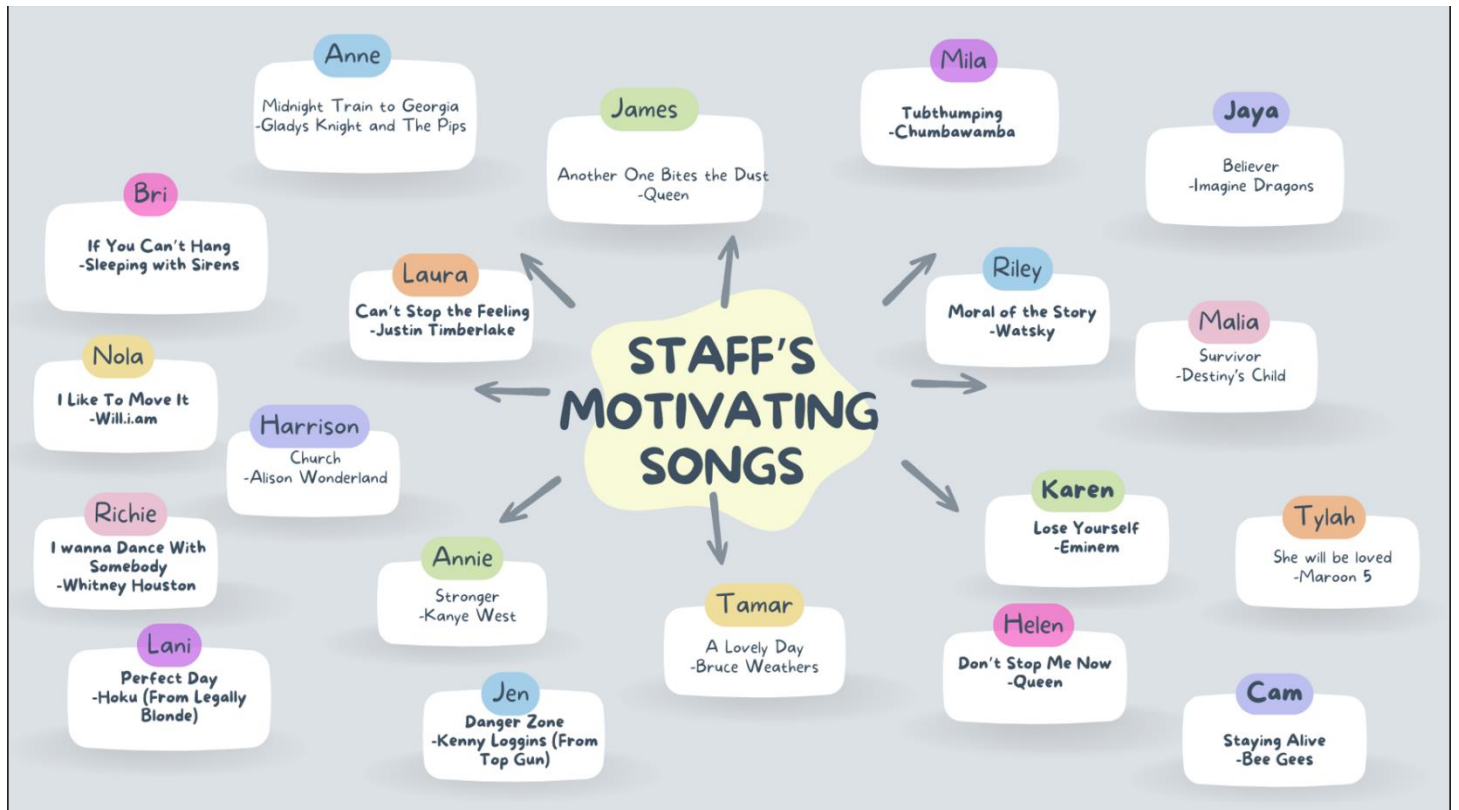 Anne
Midnight Train to Georgia
-Gladys Knight and The Pips
James
Another One Bites the Dust
-Queen
Mila
Tubthumping
-Chumbawamba
Jaya
Believer
-Imagine Dragons
Bri
If You Can't Hang
-Sleeping with Sirens
Laura
Can't Stop the Feeling
-Justin Timberlake
Riley
Moral of the Story
-Watsky
Malia
Survivor
-Destiny's Child
STAFF'S
MOTIVATING
SONGS
Nola
I Like To Move It
-Will.i.am
Harrison
Church
-Alison Wonderland
Richie
I wanna Dance With
Somebody
-Whitney Houston
Annie
Stronger
-Kanye West
Tamar
A Lovely Day
-Bruce Weathers
Karen
Lose Yourself
-Eminem
Tylah
She will be loved
-Maroon 5
Lani
Perfect Day
-Hoku (From Legally
Blonde)
Jen
Danger Zone
-Kenny Loggins (From
Top Gun)
Helen
Don't Stop Me Now
-Queen
Cam
Staying Alive
-Bee Gees